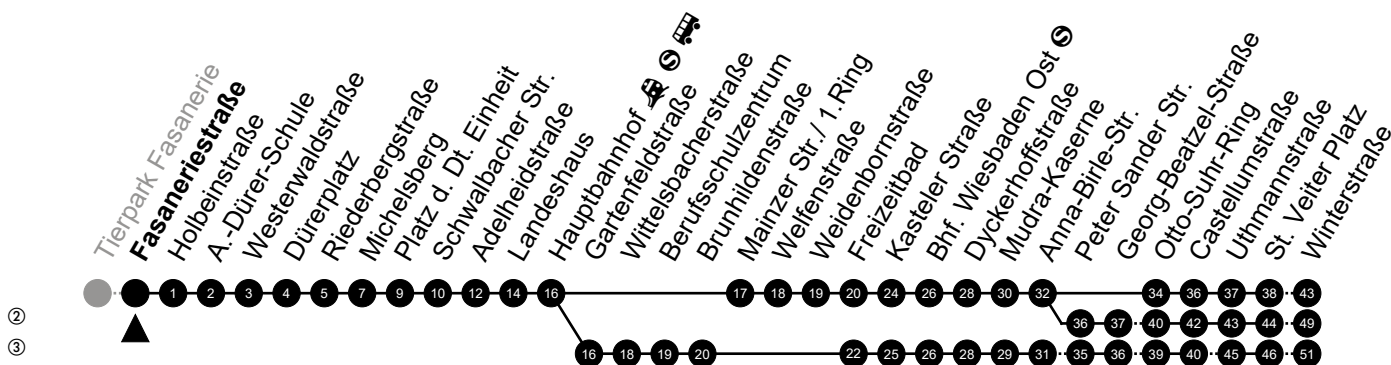 Tierpark Fasanerie
Fasaneriestraße
Holbeinstraße
A.-Dürer-Schule
Westerwaldstraße
Dürerplatz
Riederbergstraße
Michelsberg
Platz d. Dt. Einheit
Schwalbacher Str.
Adelheidstraße
Landeshaus
Hauptbahnhof S
Gartenfeldstraße
Wittelsbacherstraße
Berufsschulzentrum
Brunhildenstraße
Mainzer Str./ 1.Ring
Welfenstraße
Weidenbornstraße
Freizeitbad
Kasteler Straße
Bhf. Wiesbaden Ost S
Dyckerhoffstraße
Mudra-Kaserne
Anna-Birle-Str.
Peter Sander Str.
Georg-Beatzel-Straße
Otto-Suhr-Ring
Castellumstraße
Uthmannstraße
St. Veiter Platz
Winterstraße
1 2 3 4 5 7 9 10 12 14 16 17 18 19 20 24 26 28 30 32 34 36 37 38 43
② 36 37 40 42 43 44 49
③ 16 18 19 20 22 25 26 28 29 31 35 36 39 40 45 46 51